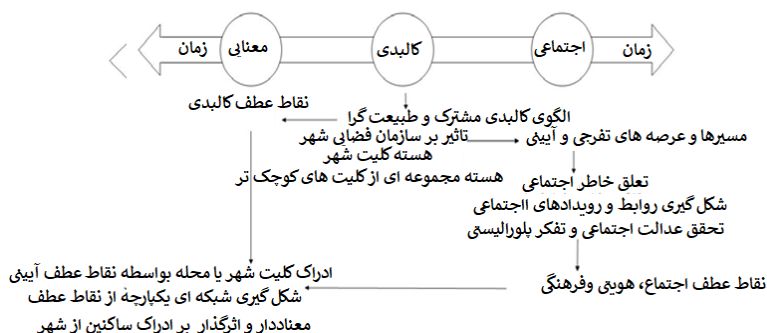 زمان
اجتماعی
کالبدی
معنایی
زمان
نقاط عطف کالبدی
الگوی کالبدی مشترک و طبیعت گرا
تاثیر بر سازمان فضایی شهر
هسته کلیت شهر
هسته مجموعه ای از کلیت های کوچک تر
مسیرها و عرصه های تفرجی و آیینی
تعلق خاطر اجتماعی
شکل گیری روابط و رویدادهای ااجتماعی
تحقق عدالت اجتماعی و تفکر پلورالیستی
نقاط عطف اجتماع، هویتی وفرهنگی
ادراک کلیت شهر یا محله بواسطه نقاط عطف آیینی
شکل گیری شبکه ای یکپارچه از نقاط عطف
معناددار و اثرگذار بر ادراک ساکنین از شهر